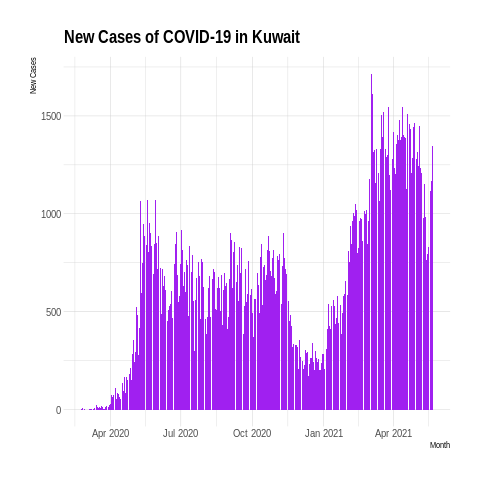 New Cases of COVID-19 in Kuwait
New Cases
1500
1000
500
0
Apr 2020 Jul 2020 Oct 2020 Jan 2021 Apr 2021
Month